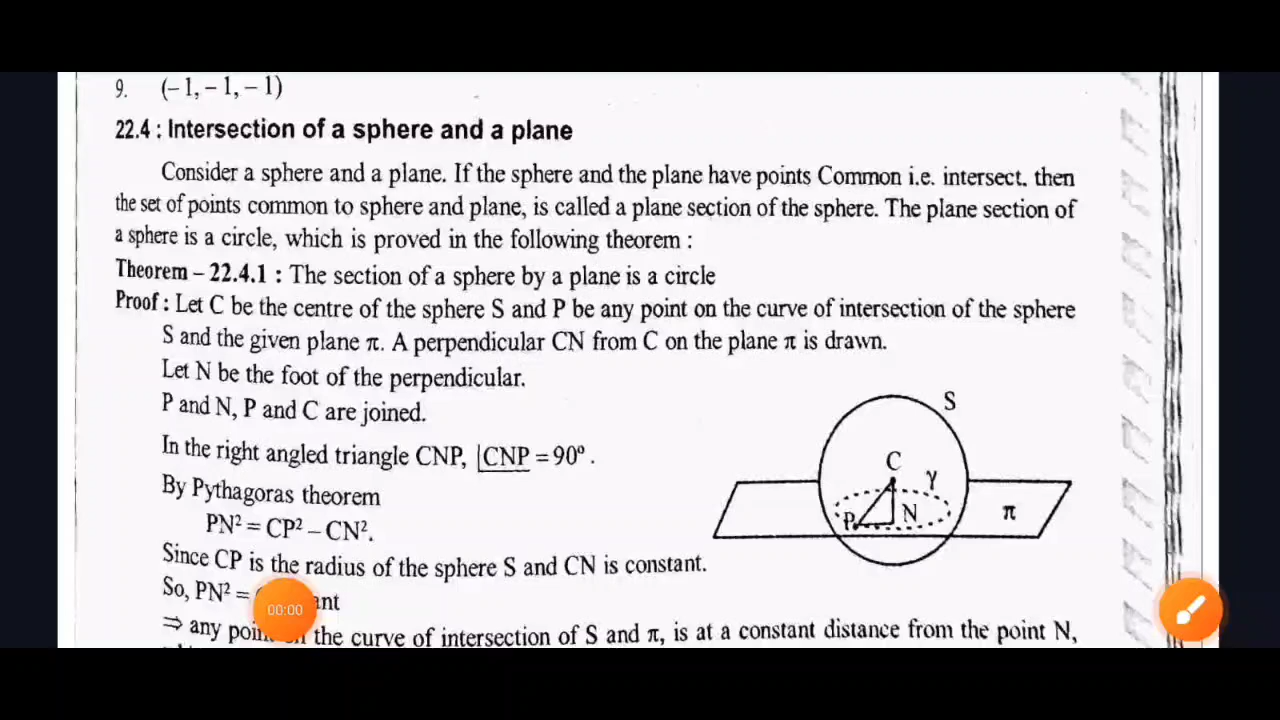 9. (– 1, – 1, – 1)
22.4 : Intersection of a sphere and a plane
Consider a sphere and a plane. If the sphere and the plane have points Common i.e. intersect. then
the set of points common to sphere and plane, is called a plane section of the sphere. The plane section of
a sphere is a circle, which is proved in the following theorem :
Theorem – 22.4.1 : The section of a sphere by a plane is a circle
Proof : Let C be the centre of the sphere S and P be any point on the curve of intersection of the sphere
S and the given plane π. A perpendicular CN from C on the plane π is drawn.
Let N be the foot of the perpendicular.
P and N, P and C are joined.
In the right angled triangle CNP, ⌊CNP = 90°.
By Pythagoras theorem
PN² = CP² – CN².
Since CP is the radius of the sphere S and CN is constant.
So, PN² =
⇒ any the curve of intersection of S and π, is at a constant distance from the point N,
S
C
γ
P
N
π
00:00